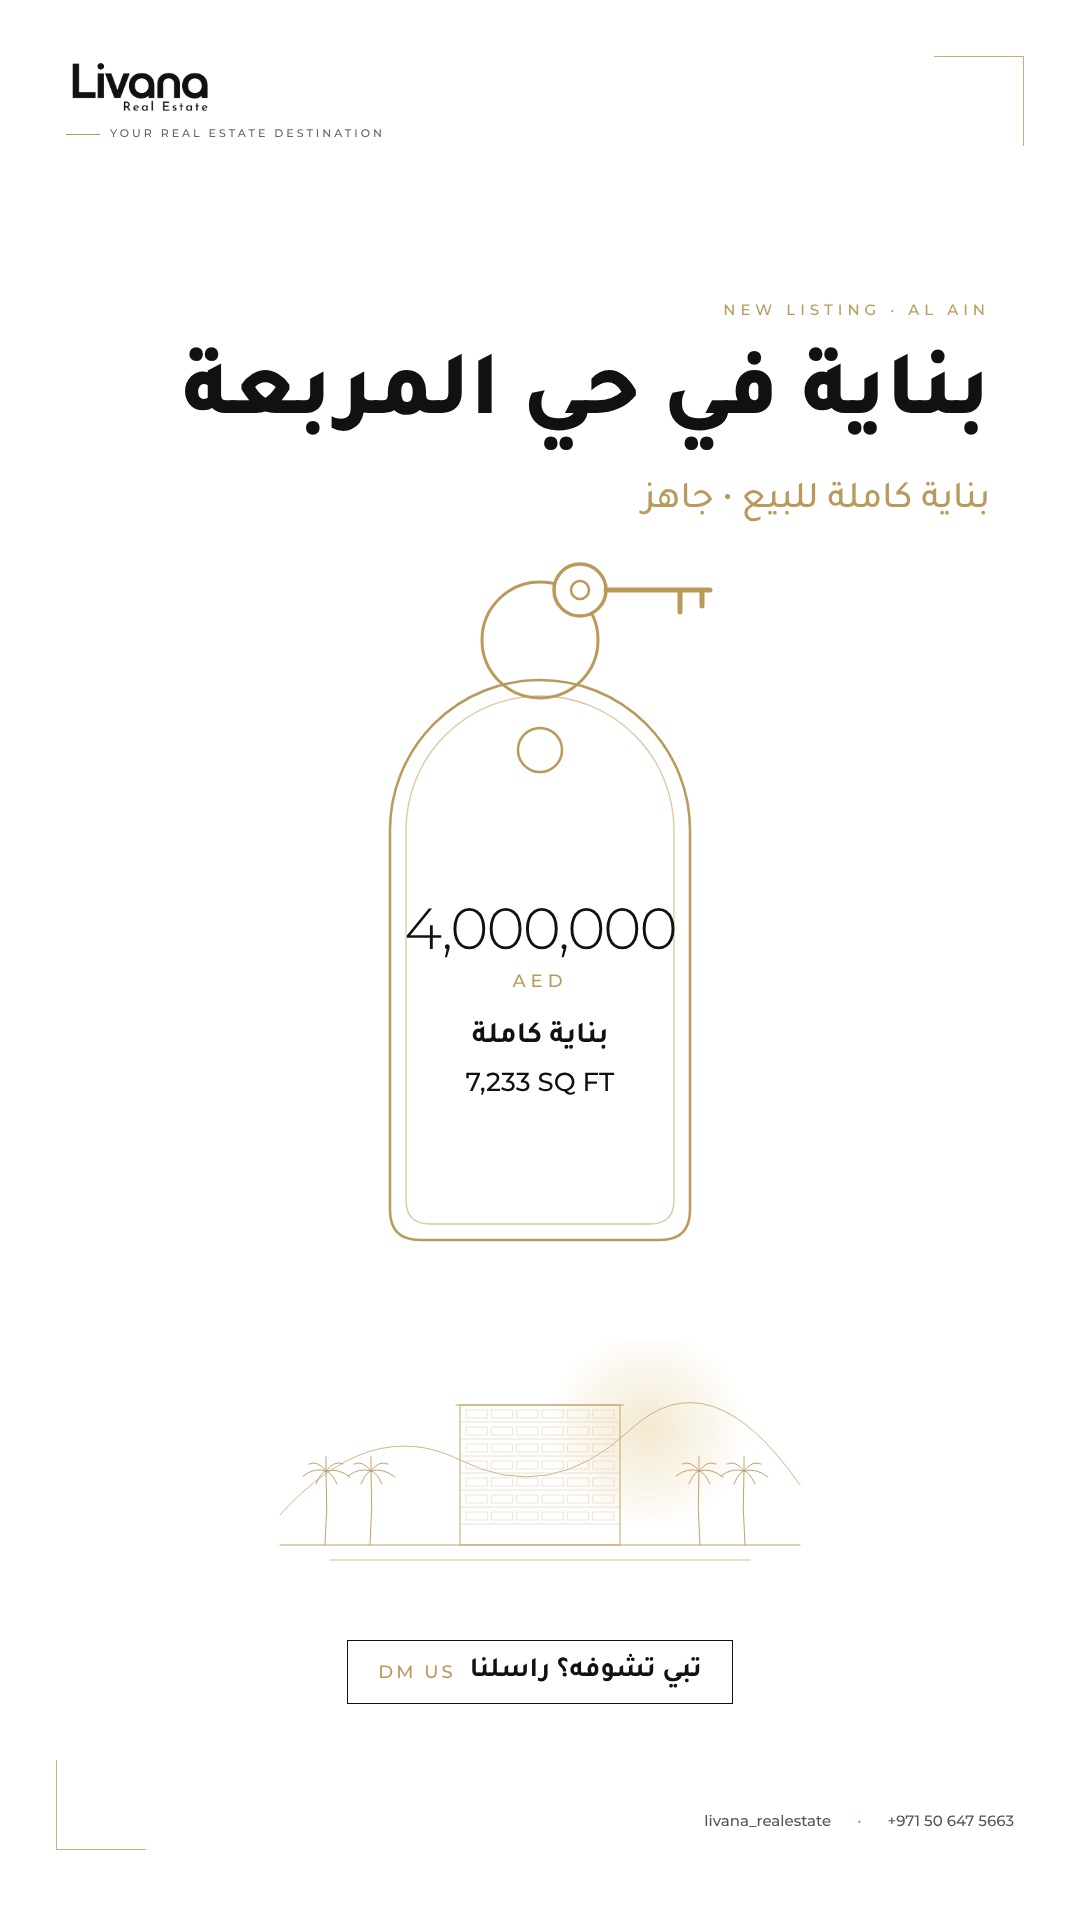 Livana
Real Estate
YOUR REAL ESTATE DESTINATION
NEW LISTING · AL AIN
بناية في حي المربعة
بناية كاملة للبيع · جاهز
4,000,000
AED
بناية كاملة
7,233 SQ FT
تبي تشوفه؟ راسلنا DM US
livana_realestate · +971 50 647 5663